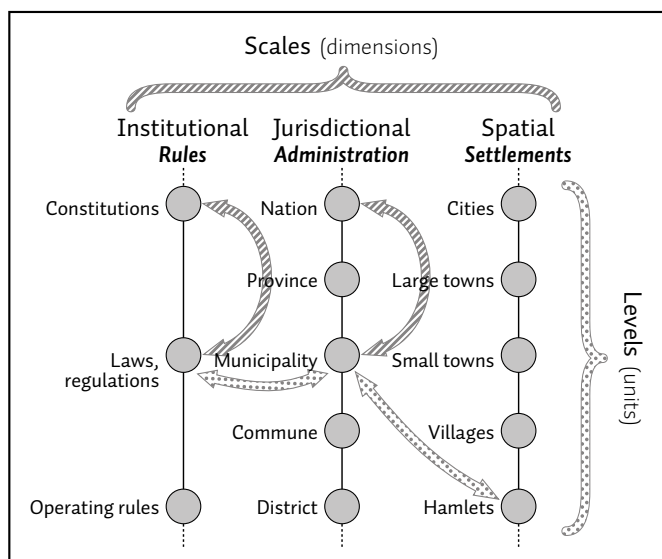 Scales (dimensions)
Institutional
Rules
Jurisdictional
Administration
Spatial
Settlements
Constitutions
Nation
Cities
Province
Large towns
Laws,
regulations
Municipality
Small towns
Commune
Villages
Operating rules
District
Hamlets
Levels (units)